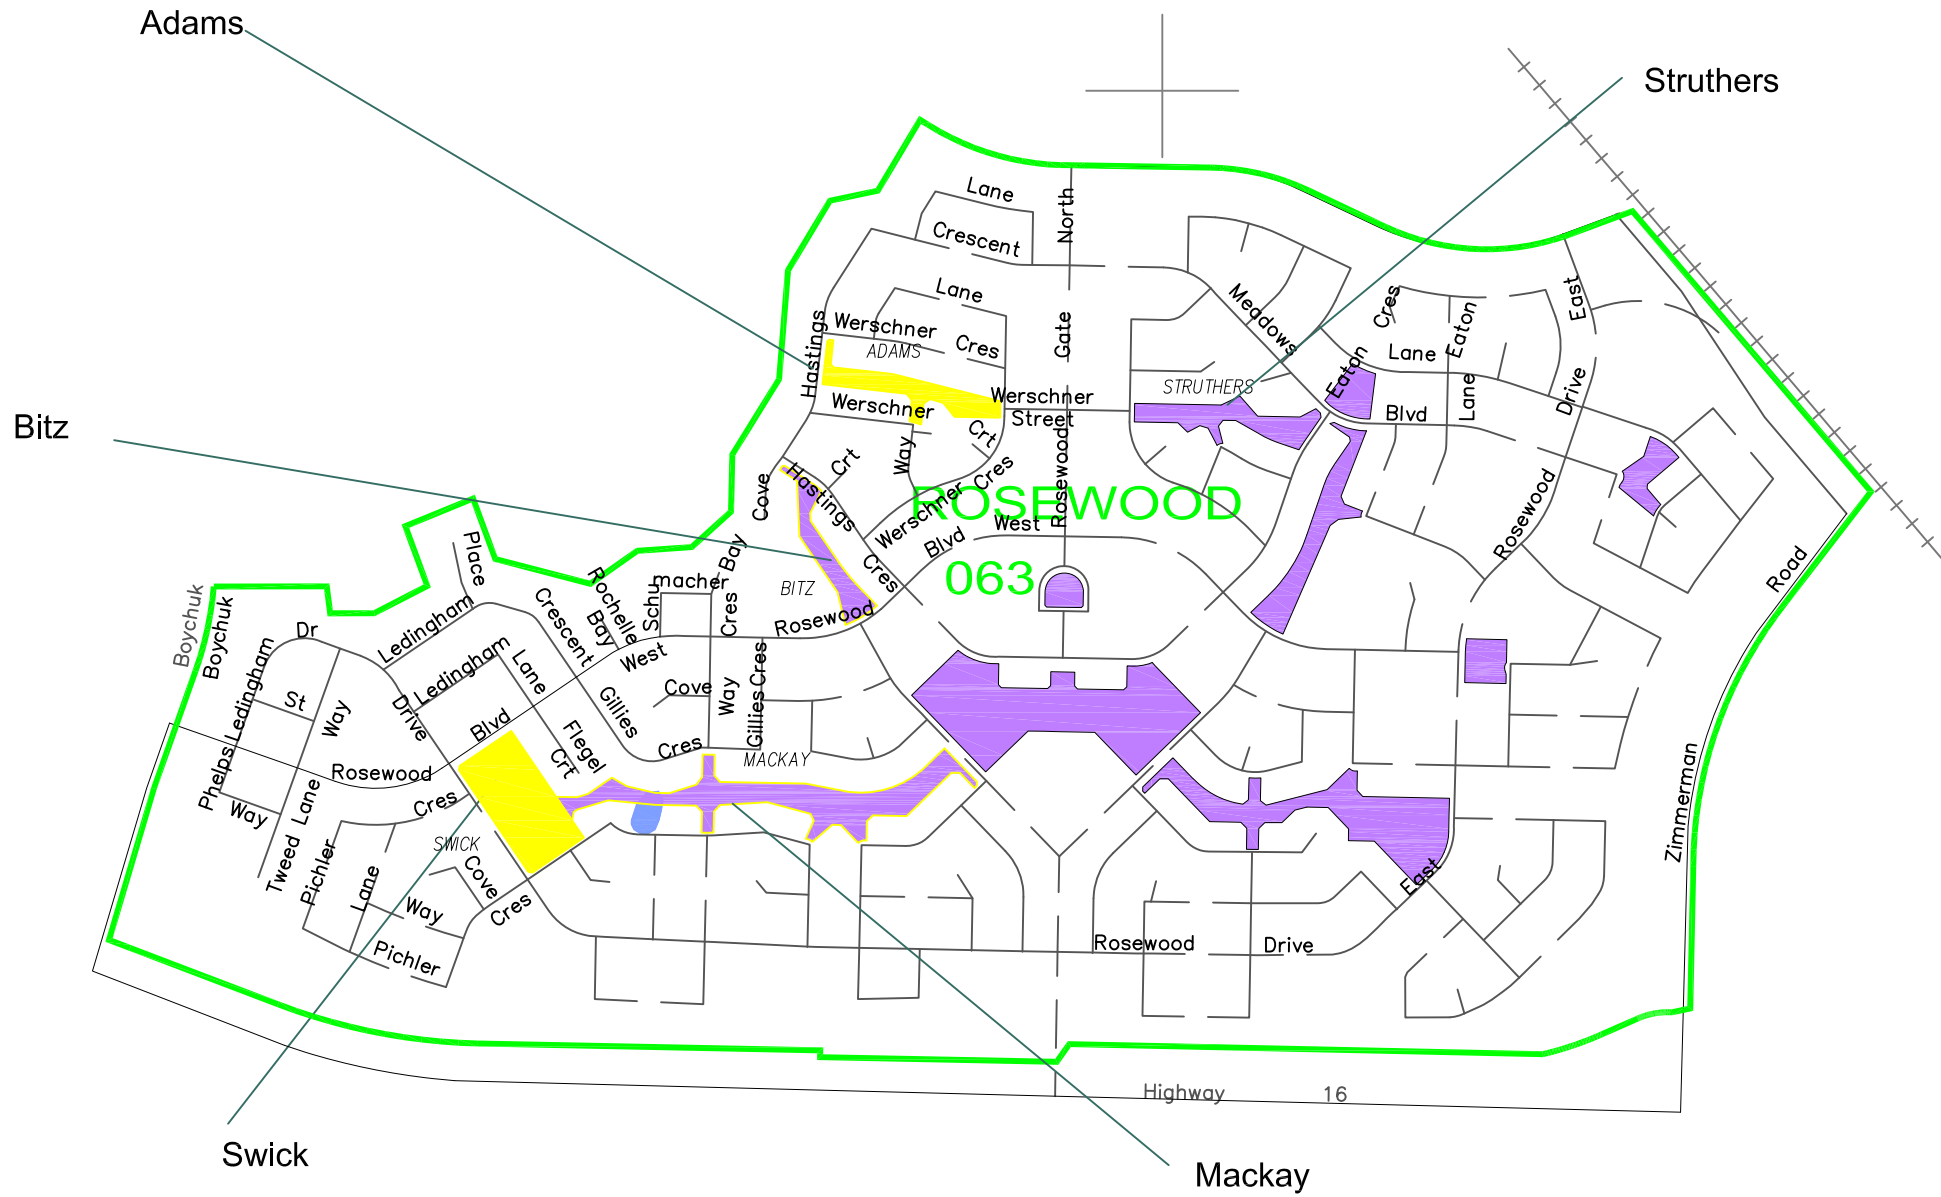 Adams
Struthers
Lane
North
Crescent
Lane
Hastings
Werschner
ADAMS
Cres
Gate
Meadows
Cres
Eaton
East
Lane
Eaton
Lane
Drive
Blvd
Hastings
Werschner
Werschner
Street
STRUTHERS
Bitz
Crt
Way
Crt
Cres
Rosewood
Hastings
Cove
Werschner
ROSEWOOD
West
Blvd
Rosewood
Road
Place
Bay
Cres
063
Boychuk
Boychuk
Rochelle
Bay
Schu
macher
Cres
BITZ
Rosewood
Ledingham
Crescent
West
Dr
Ledingham
Ledingham
Lane
St
Way
Drive
Blvd
Gillies
Cove
Way
Gillies
Cres
Cres
MACKAY
Phelps
Way
Rosewood
Flegel
Crt
Cres
Tweed
Lane
Pichler
Lane
SWICK
Cove
Way
Cres
Pichler
East
Zimmerman
Rosewood
Drive
Highway
16
Swick
Mackay